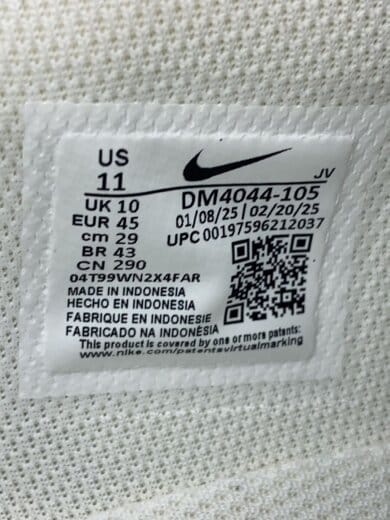 US
11
JV
UK 10
EUR 45
cm 29
BR 43
CN 290
DM4044-105
01/08/25 | 02/20/25
UPC 00197596212037
04T99WN2X4FAR
MADE IN INDONESIA
HECHO EN INDONESIA
FABRIQUE EN INDONESIE
FABRICADO NA INDONÉSIA
This product is covered by one or more patents:
www.nike.com/patentsvirtualmarking